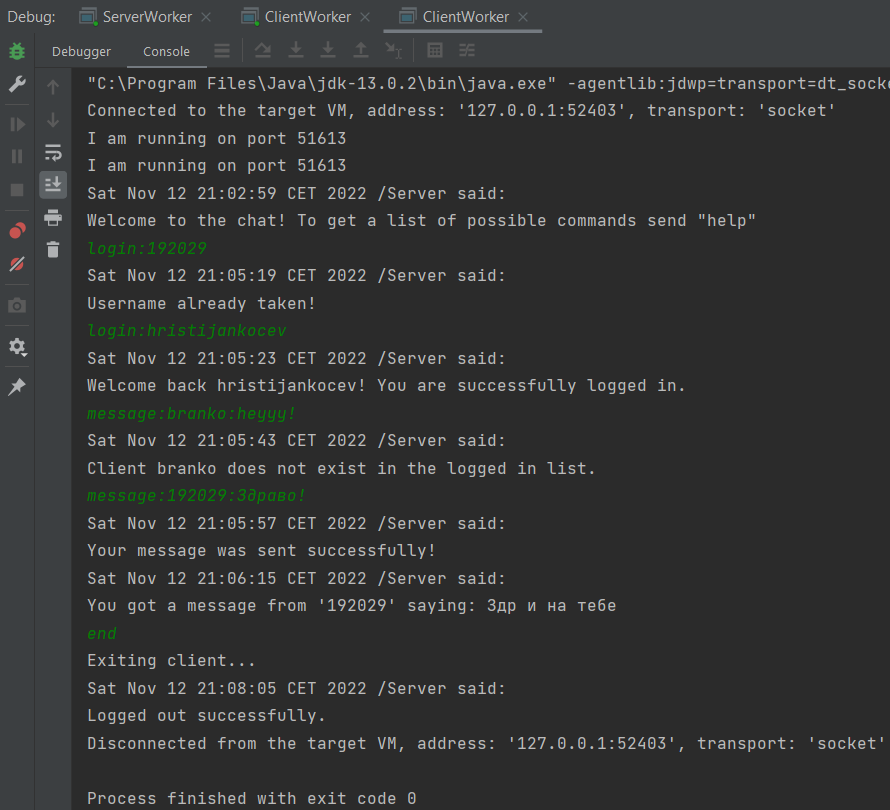 Debug: ServerWorker ClientWorker ClientWorker
Debugger Console
"C:\Program Files\Java\jdk-13.0.2\bin\java.exe" -agentlib:jdwp=transport=dt_socke
Connected to the target VM, address: '127.0.0.1:52403', transport: 'socket'
I am running on port 51613
I am running on port 51613
Sat Nov 12 21:02:59 CET 2022 /Server said:
Welcome to the chat! To get a list of possible commands send "help"
login:192029
Sat Nov 12 21:05:19 CET 2022 /Server said:
Username already taken!
login:hristijankocev
Sat Nov 12 21:05:23 CET 2022 /Server said:
Welcome back hristijankocev! You are successfully logged in.
message:branko:heyyy!
Sat Nov 12 21:05:43 CET 2022 /Server said:
Client branko does not exist in the logged in list.
message:192029:Здраво!
Sat Nov 12 21:05:57 CET 2022 /Server said:
Your message was sent successfully!
Sat Nov 12 21:06:15 CET 2022 /Server said:
You got a message from '192029' saying: Здр и на тебе
end
Exiting client...
Sat Nov 12 21:08:05 CET 2022 /Server said:
Logged out successfully.
Disconnected from the target VM, address: '127.0.0.1:52403', transport: 'socket'
Process finished with exit code 0